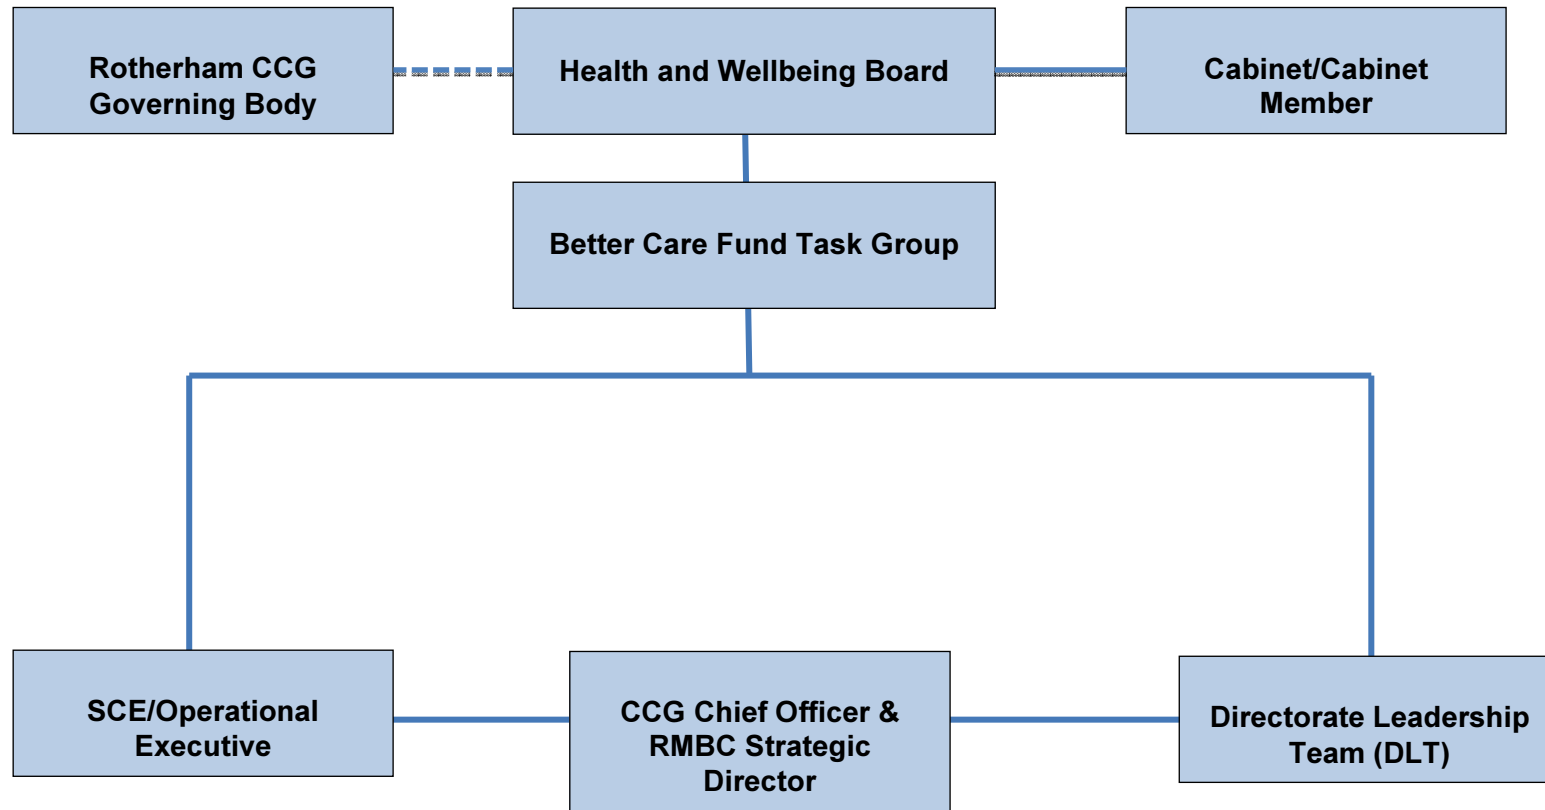 Rotherham CCG
Governing Body
Health and Wellbeing Board
Cabinet/Cabinet
Member
Better Care Fund Task Group
SCE/Operational
Executive
CCG Chief Officer &
RMBC Strategic
Director
Directorate Leadership
Team (DLT)